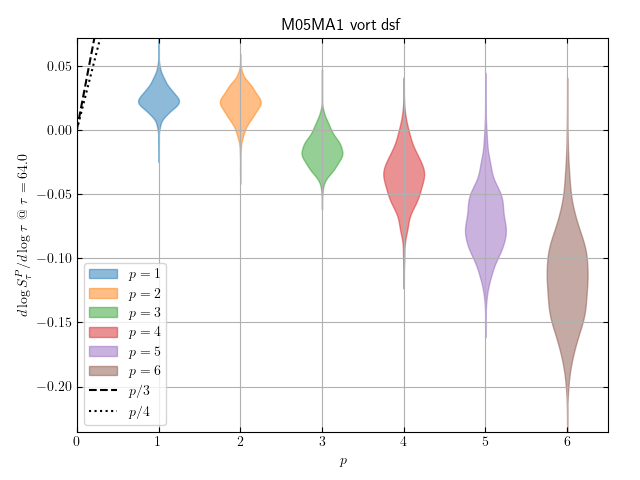 M05MA1 vort dsf
d log S_τ^P / d log τ @ τ = 64.0
0.05
0.00
−0.05
−0.10
−0.15
−0.20
p = 1
p = 2
p = 3
p = 4
p = 5
p = 6
p/3
p/4
0 1 2 3 4 5 6
p